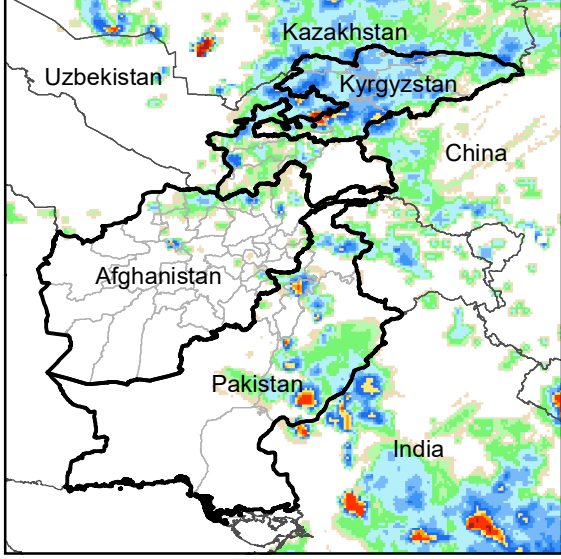 Kazakhstan
Uzbekistan
Kyrgyzstan
China
Afghanistan
Pakistan
India